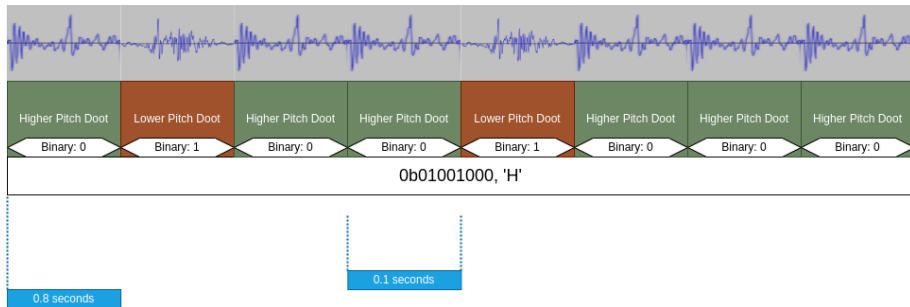 Higher Pitch Doot Lower Pitch Doot Higher Pitch Doot Higher Pitch Doot Lower Pitch Doot Higher Pitch Doot Higher Pitch Doot Higher Pitch Doot
Binary: 0 Binary: 1 Binary: 0 Binary: 0 Binary: 1 Binary: 0 Binary: 0 Binary: 0
0b01001000, 'H'
0.1 seconds
0.8 seconds